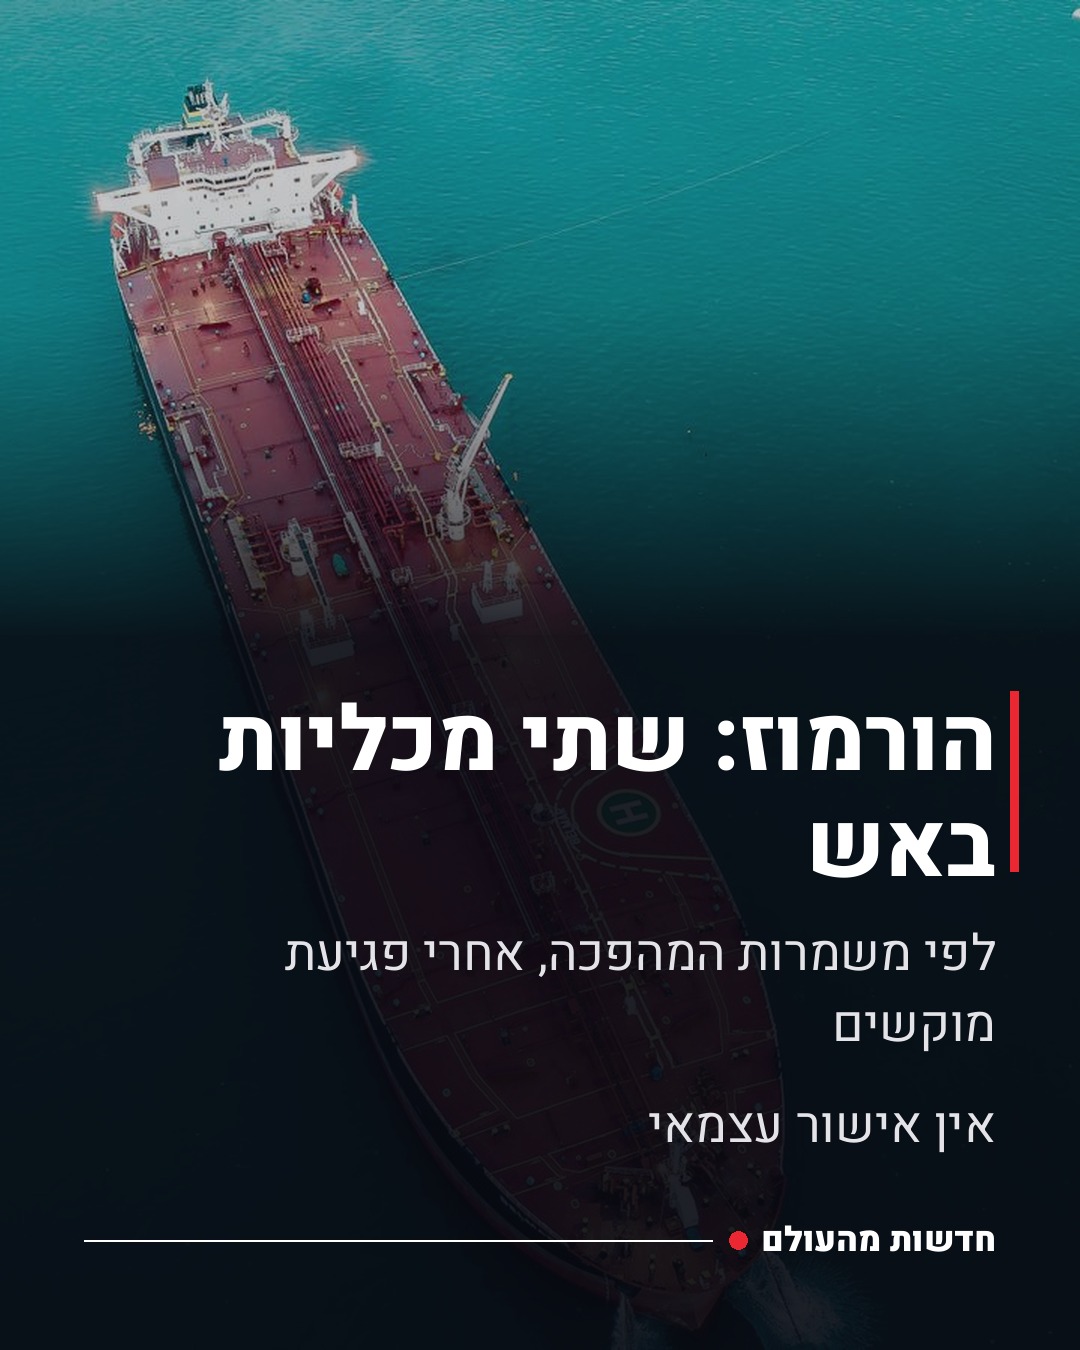 הורמוז: שתי מכליות
באש
לפי משמרות המהפכה, אחרי פגיעת
מוקשים
אין אישור עצמאי
חדשות מהעולם